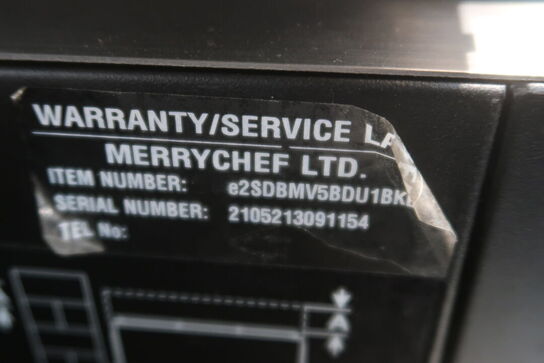 WARRANTY/SERVICE
MERRYCHEF LTD.
ITEM NUMBER: e2SDBMV5BDU1BK
SERIAL NUMBER: 2105213091154
TEL No:
A